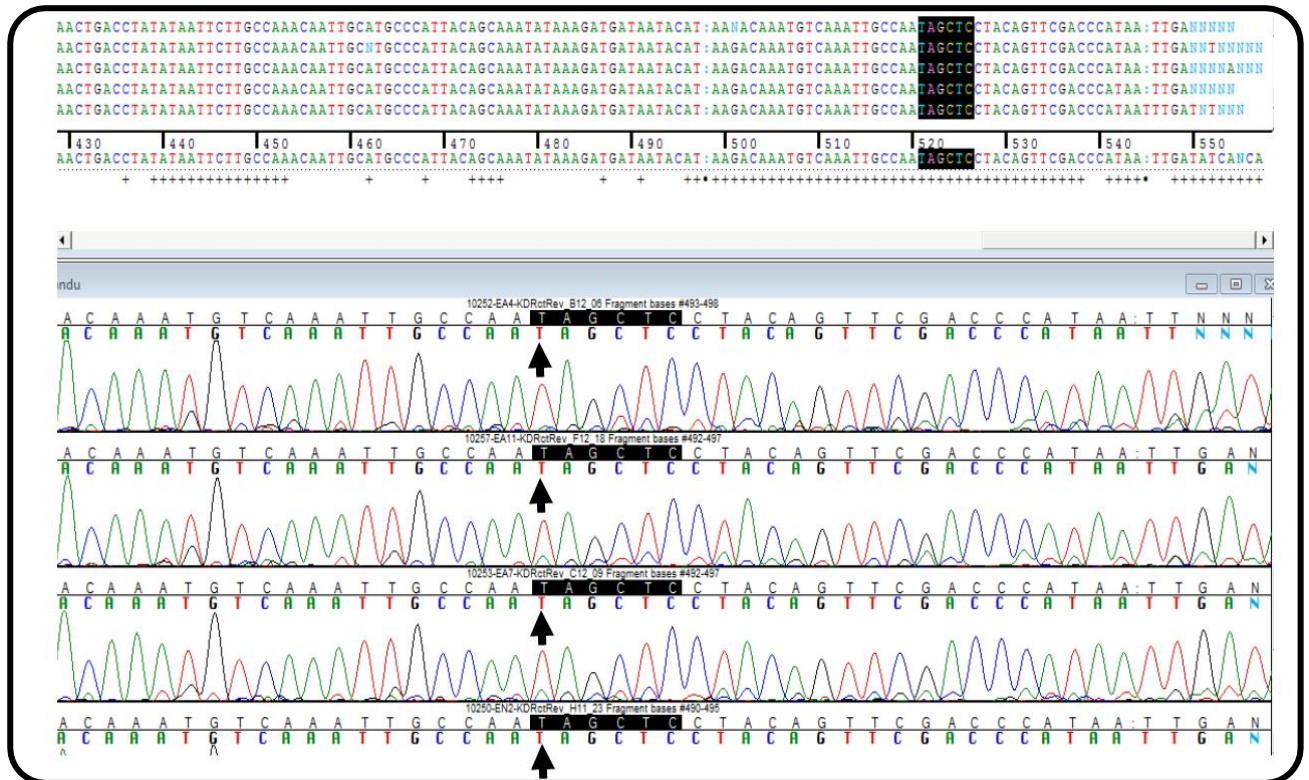 AACTGACCTATATAATTCTTGCCAAACAATTGCATGCCCATTACAGCAAATATAAAGATGATAATACAT:AANACAAATGTCAAATTGCCAATAGCTCCTACAGTTCGACCCATAA:TTGANNNNN
AACTGACCTATATAATTCTTGCCAAACAATTGCNTGCCCATTACAGCAAATATAAAGATGATAATACAT:AAGACAAATGTCAAATTGCCAATAGCTCCTACAGTTCGACCCATAA:TTGANNTNNNNN
AACTGACCTATATAATTCTTGCCAAACAATTGCATGCCCATTACAGCAAATATAAAGATGATAATACAT:AAGACAAATGTCAAATTGCCAATAGCTCCTACAGTTCGACCCATAA:TTGANNNNANNN
AACTGACCTATATAATTCTTGCCAAACAATTGCATGCCCATTACAGCAAATATAAAGATGATAATACAT:AAGACAAATGTCAAATTGCCAATAGCTCCTACAGTTCGACCCATAA:TTGANNNNN
AACTGACCTATATAATTCTTGCCAAACAATTGCATGCCCATTACAGCAAATATAAAGATGATAATACAT:AAGACAAATGTCAAATTGCCAATAGCTCCTACAGTTCGACCCATAATTTGATNTNNN
430 440 450 460 470 480 490 500 510 520 530 540 550
AACTGACCTATATAATTCTTGCCAAACAATTGCATGCCCATTACAGCAAATATAAAGATGATAATACAT:AAGACAAATGTCAAATTGCCAATAGCTCCTACAGTTCGACCCATAA:TTGATATCANCA
ndu
10252-EA4-KDRctRev_B12_06 Fragment bases #493-498
A C A A A T G T C A A A T T G C C A A T A G C T C C T A C A G T T C G A C C C A T A A : T T N N N
A C A A A T G T C A A A T T G C C A A T A G C T C C T A C A G T T C G A C C C A T A A T T N N N
10257-EA11-KDRctRev_F12_18 Fragment bases #492-497
A C A A A T G T C A A A T T G C C A A T A G C T C C T A C A G T T C G A C C C A T A A : T T G A N
A C A A A T G T C A A A T T G C C A A T A G C T C C T A C A G T T C G A C C C A T A A T T G A N
10253-EA7-KDRctRev_C12_09 Fragment bases #492-497
A C A A A T G T C A A A T T G C C A A T A G C T C C T A C A G T T C G A C C C A T A A : T T G A N
A C A A A T G T C A A A T T G C C A A T A G C T C C T A C A G T T C G A C C C A T A A T T G A N
10250-EN2-KDRctRev_H11_23 Fragment bases #490-495
A C A A A T G T C A A A T T G C C A A T A G C T C C T A C A G T T C G A C C C A T A A : T T G A N
A C A A A T G T C A A A T T G C C A A T A G C T C C T A C A G T T C G A C C C A T A A T T G A N